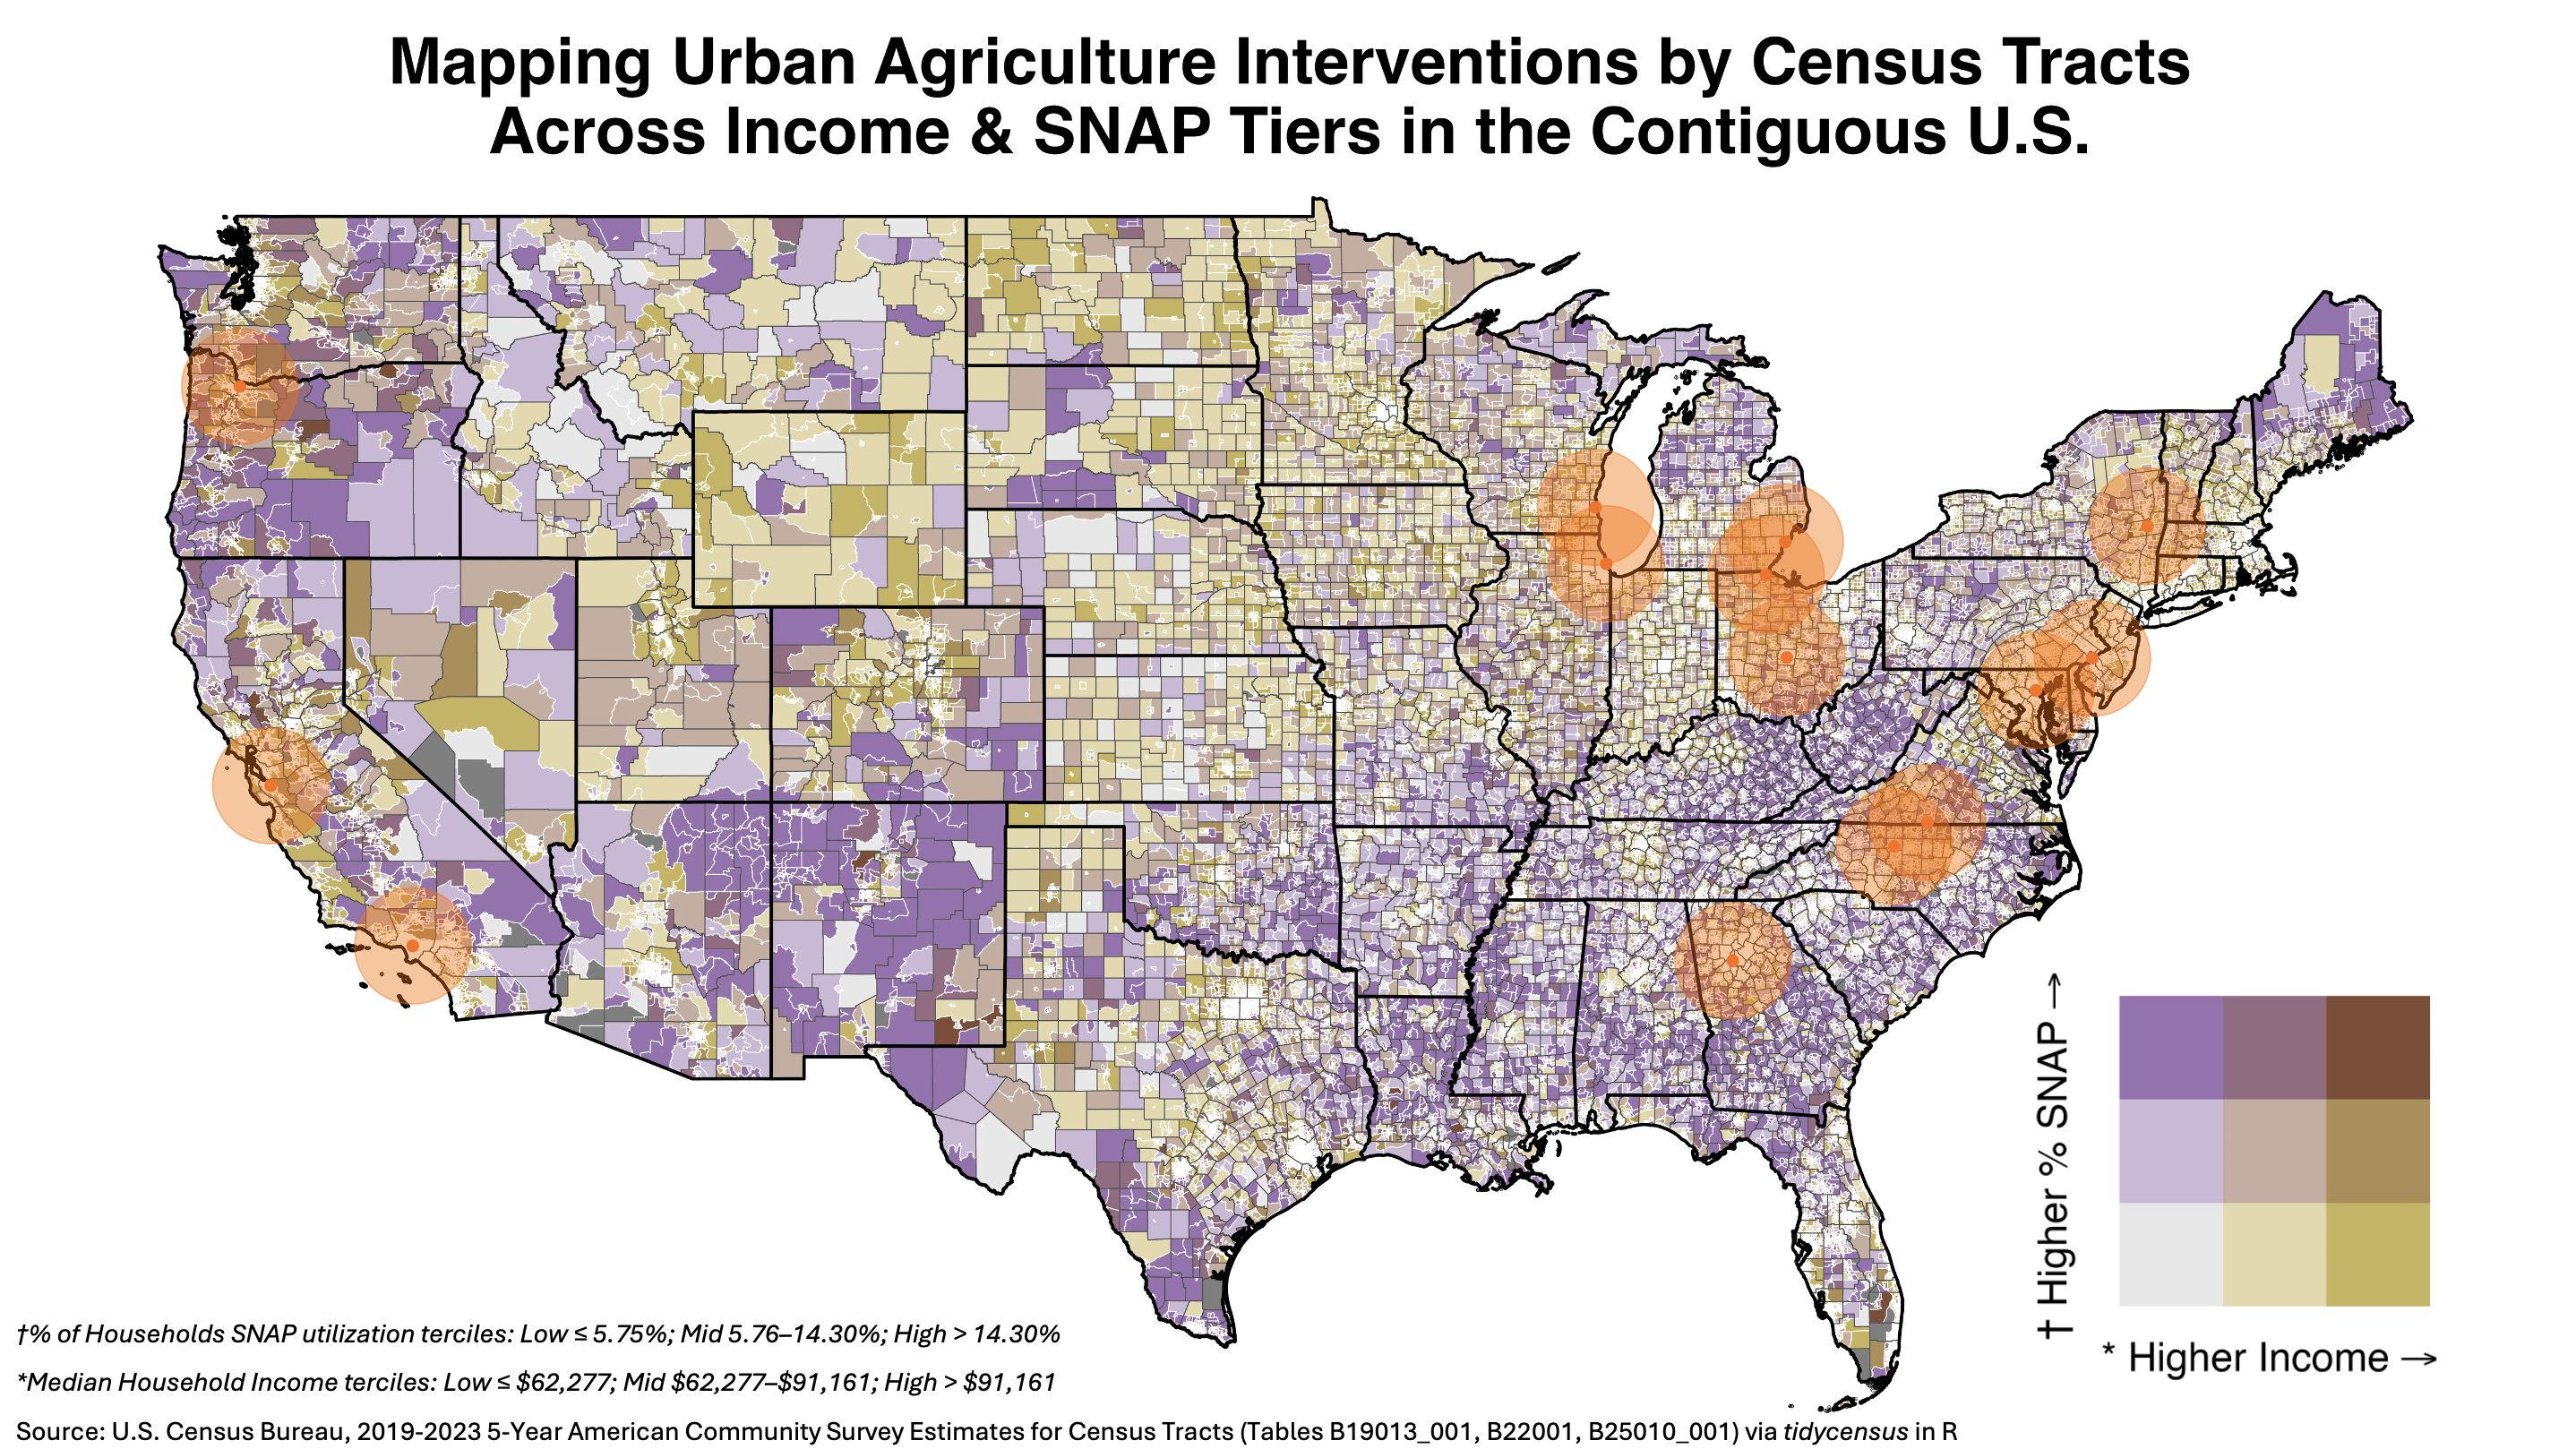 Mapping Urban Agriculture Interventions by Census Tracts
Across Income & SNAP Tiers in the Contiguous U.S.
† Higher % SNAP →
* Higher Income →
†% of Households SNAP utilization terciles: Low ≤ 5.75%; Mid 5.76–14.30%; High > 14.30%
*Median Household Income terciles: Low ≤ $62,277; Mid $62,277–$91,161; High > $91,161
Source: U.S. Census Bureau, 2019-2023 5-Year American Community Survey Estimates for Census Tracts (Tables B19013_001, B22001, B25010_001) via tidycensus in R